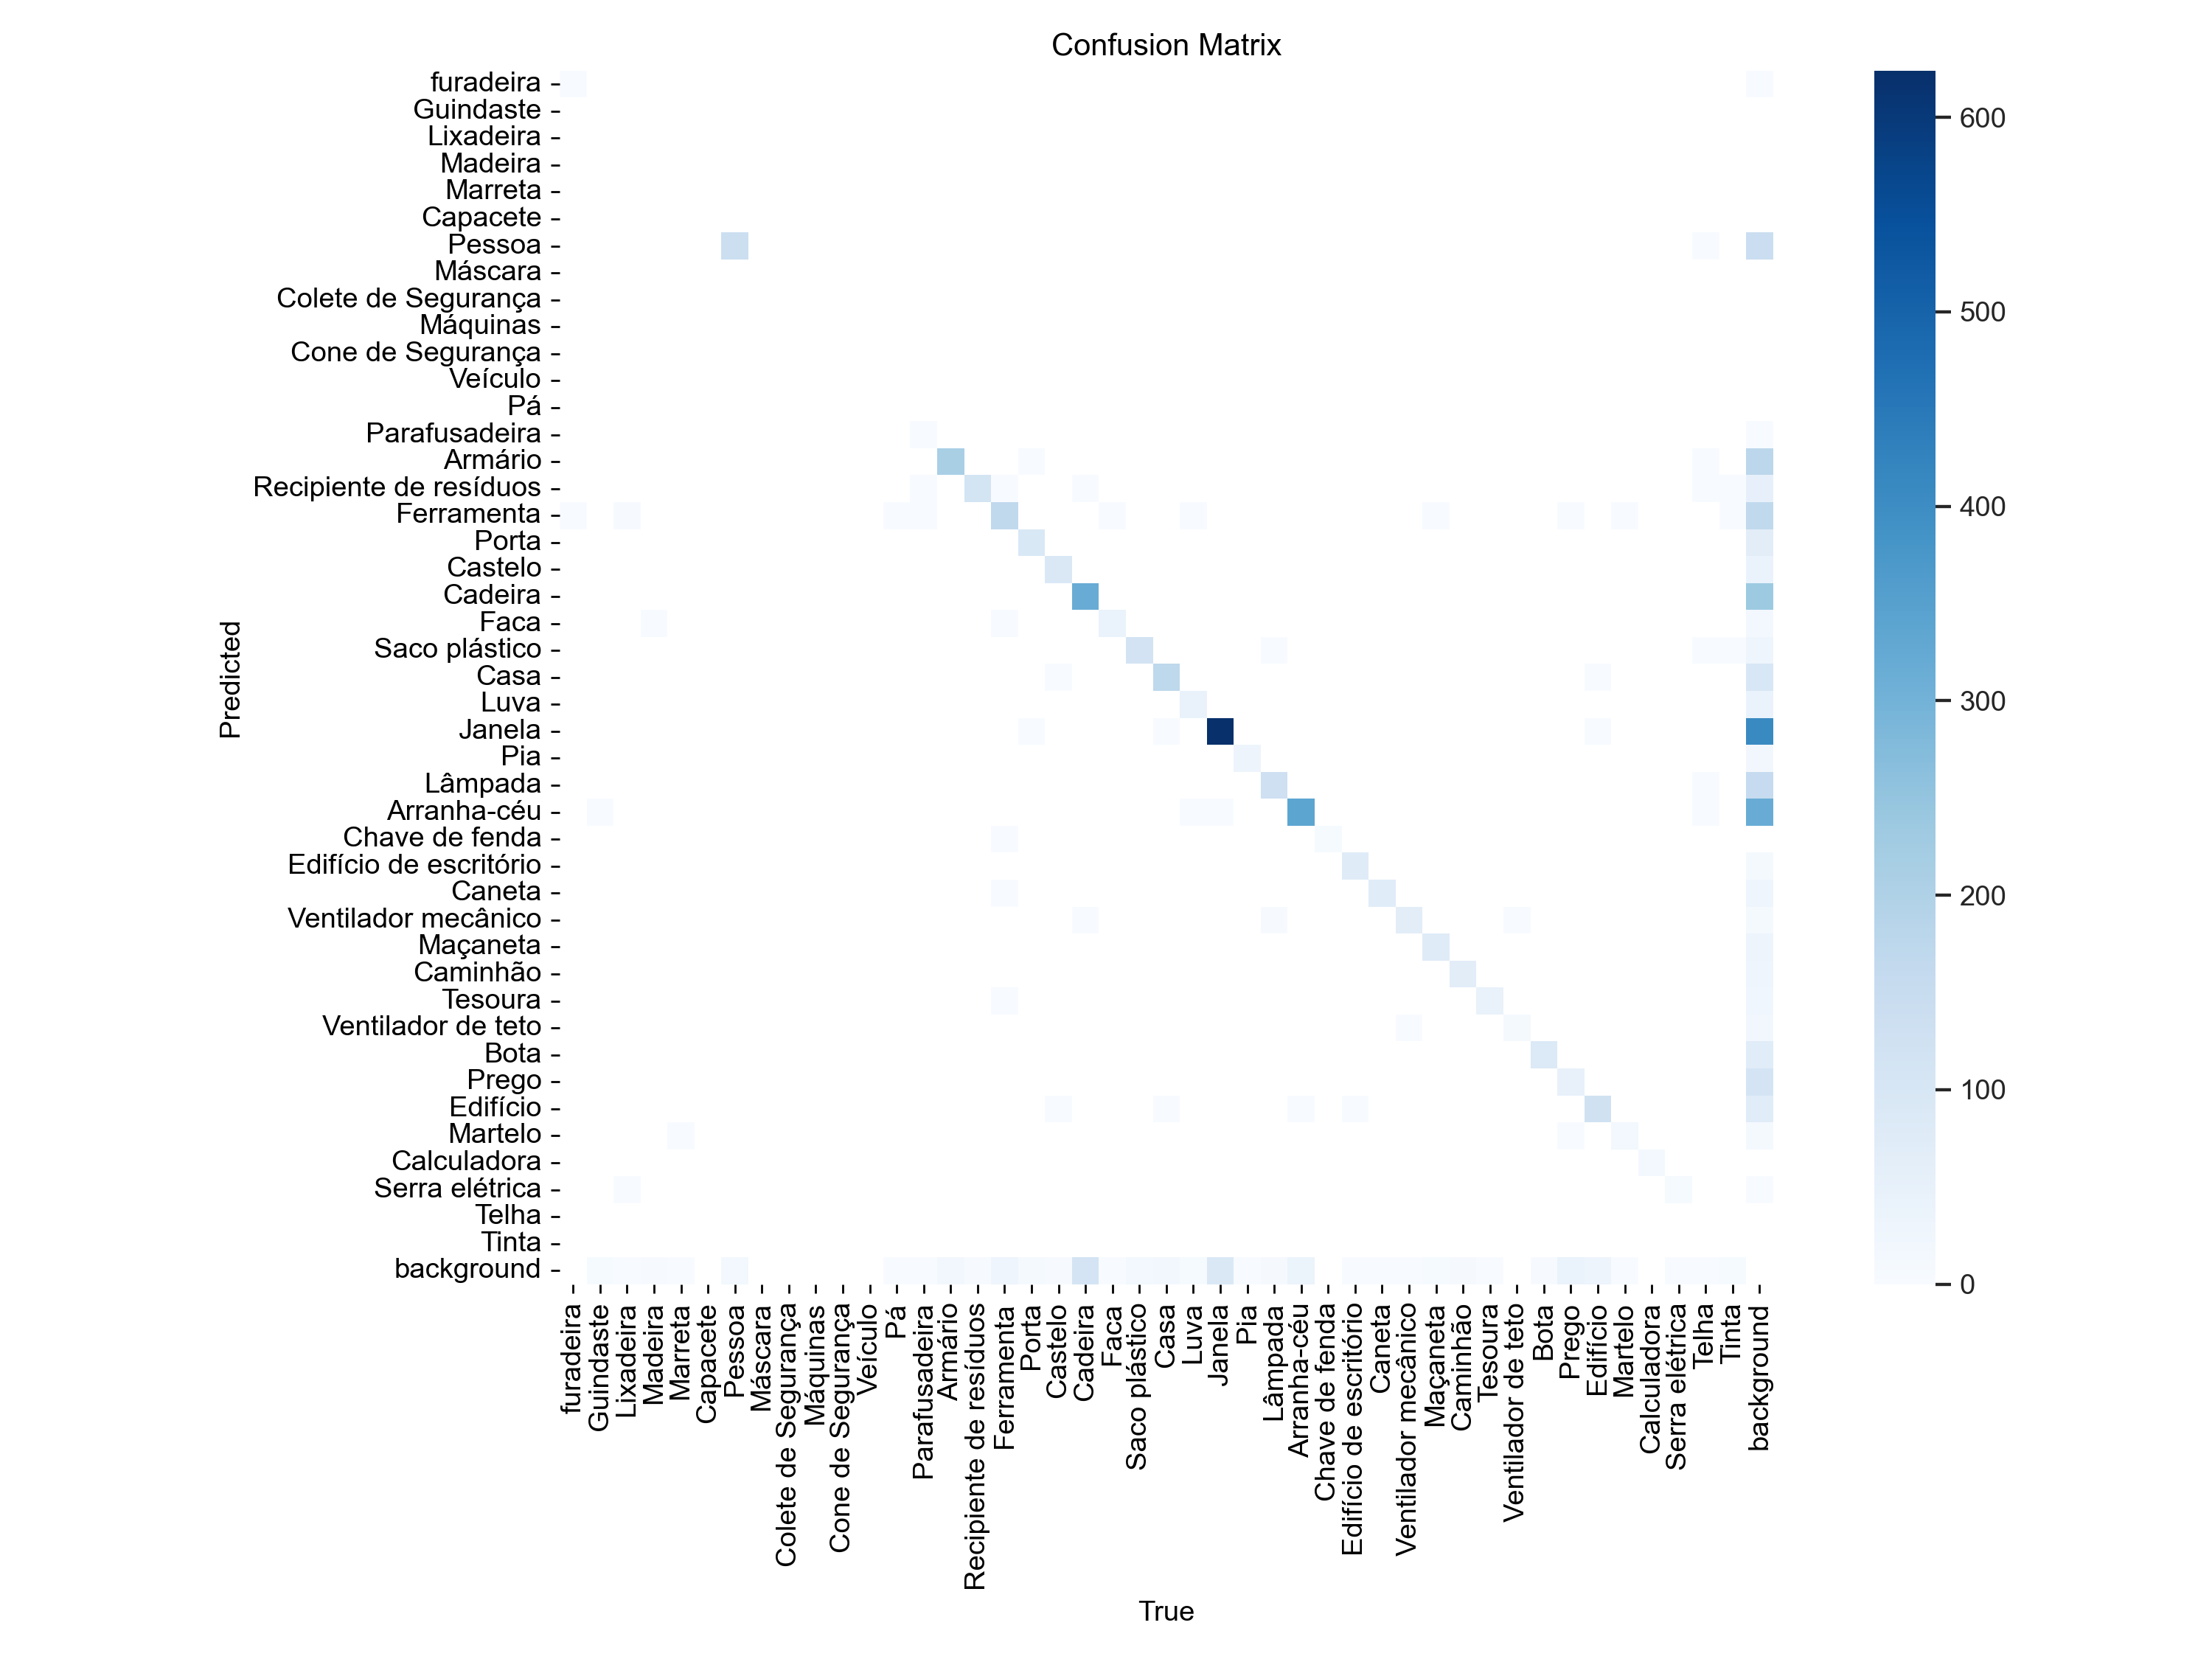 Confusion Matrix
furadeira
Guindaste
Lixadeira
Madeira
Marreta
Capacete
Pessoa
Máscara
Colete de Segurança
Máquinas
Cone de Segurança
Veículo
Pá
Parafusadeira
Armário
Recipiente de resíduos
Ferramenta
Porta
Castelo
Cadeira
Faca
Saco plástico
Casa
Luva
Janela
Pia
Lâmpada
Arranha-céu
Chave de fenda
Edifício de escritório
Caneta
Ventilador mecânico
Maçaneta
Caminhão
Tesoura
Ventilador de teto
Bota
Prego
Edifício
Martelo
Calculadora
Serra elétrica
Telha
Tinta
background
Predicted
furadeira
Guindaste
Lixadeira
Madeira
Marreta
Capacete
Pessoa
Máscara
Colete de Segurança
Máquinas
Cone de Segurança
Veículo
Pá
Parafusadeira
Armário
Recipiente de resíduos
Ferramenta
Porta
Castelo
Cadeira
Faca
Saco plástico
Casa
Luva
Janela
Pia
Lâmpada
Arranha-céu
Chave de fenda
Edifício de escritório
Caneta
Ventilador mecânico
Maçaneta
Caminhão
Tesoura
Ventilador de teto
Bota
Prego
Edifício
Martelo
Calculadora
Serra elétrica
Telha
Tinta
background
True
600
500
400
300
200
100
0